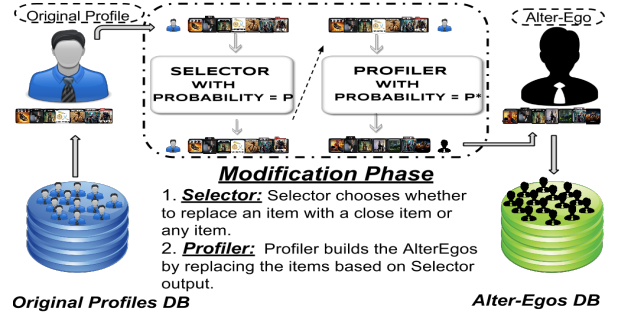 Original Profile
Alter-Ego
SELECTOR
WITH
PROBABILITY = P
PROFILER
WITH
PROBABILITY = P*
Modification Phase
1. Selector: Selector chooses whether
to replace an item with a close item or
any item.
2. Profiler: Profiler builds the AlterEgos
by replacing the items based on Selector
output.
Original Profiles DB
Alter-Egos DB